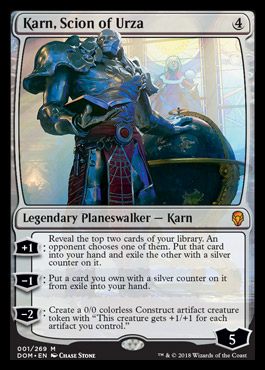 Karn, Scion of Urza 4
Legendary Planeswalker — Karn
+1: Reveal the top two cards of your library. An
opponent chooses one of them. Put that card
into your hand and exile the other with a silver
counter on it.
-1: Put a card you own with a silver counter on it
from exile into your hand.
-2: Create a 0/0 colorless Construct artifact creature
token with “This creature gets +1/+1 for each
artifact you control.”
5
001/269 M
DOM • EN Chase Stone
™ & © 2018 Wizards of the Coast